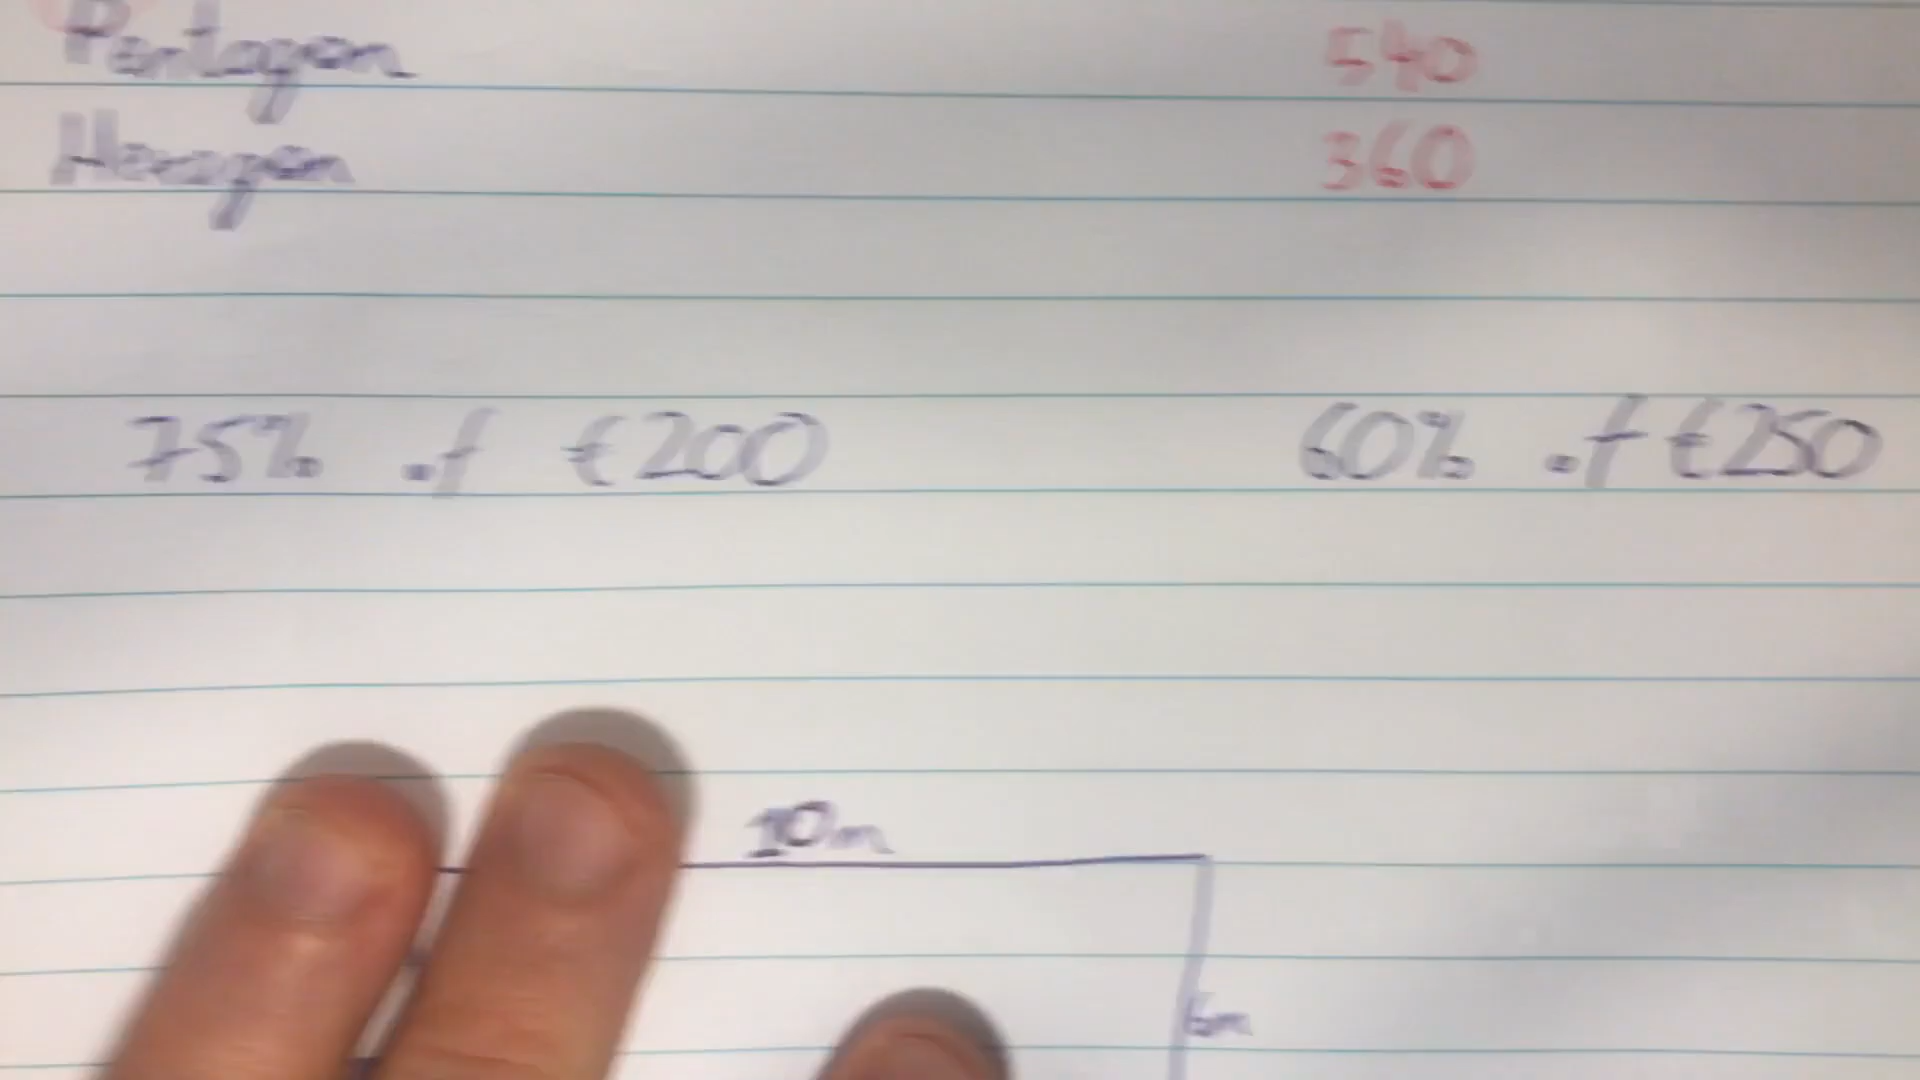 Pentagon 540
Hexagon 360
75% of €200 60% of €250
10m
6m